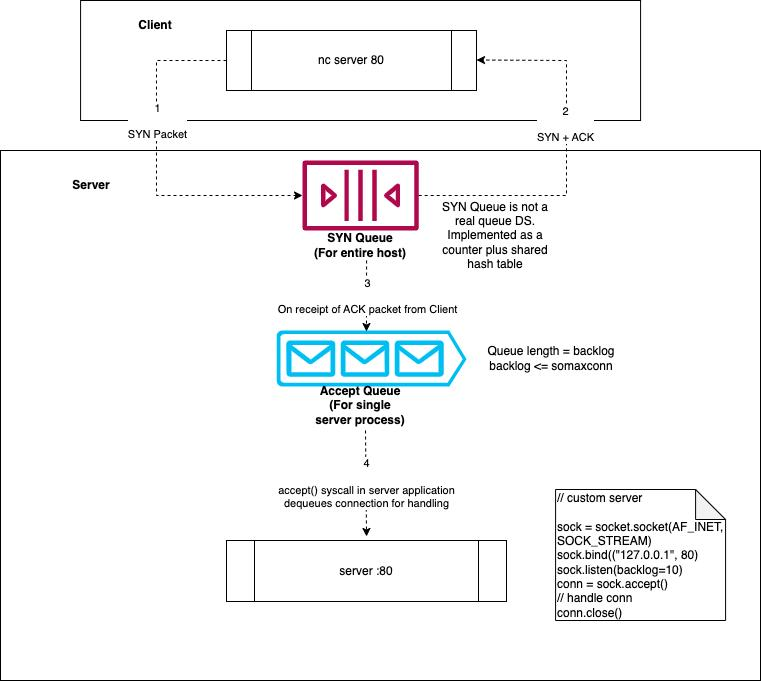 Client
nc server 80
1
2
SYN Packet
SYN + ACK
Server
SYN Queue
(For entire host)
SYN Queue is not a
real queue DS.
Implemented as a
counter plus shared
hash table
3
On receipt of ACK packet from Client
Queue length = backlog
backlog <= somaxconn
Accept Queue
(For single
server process)
4
accept() syscall in server application
dequeues connection for handling
server :80
// custom server
sock = socket.socket(AF_INET,
SOCK_STREAM)
sock.bind(("127.0.0.1", 80)
sock.listen(backlog=10)
conn = sock.accept()
// handle conn
conn.close()